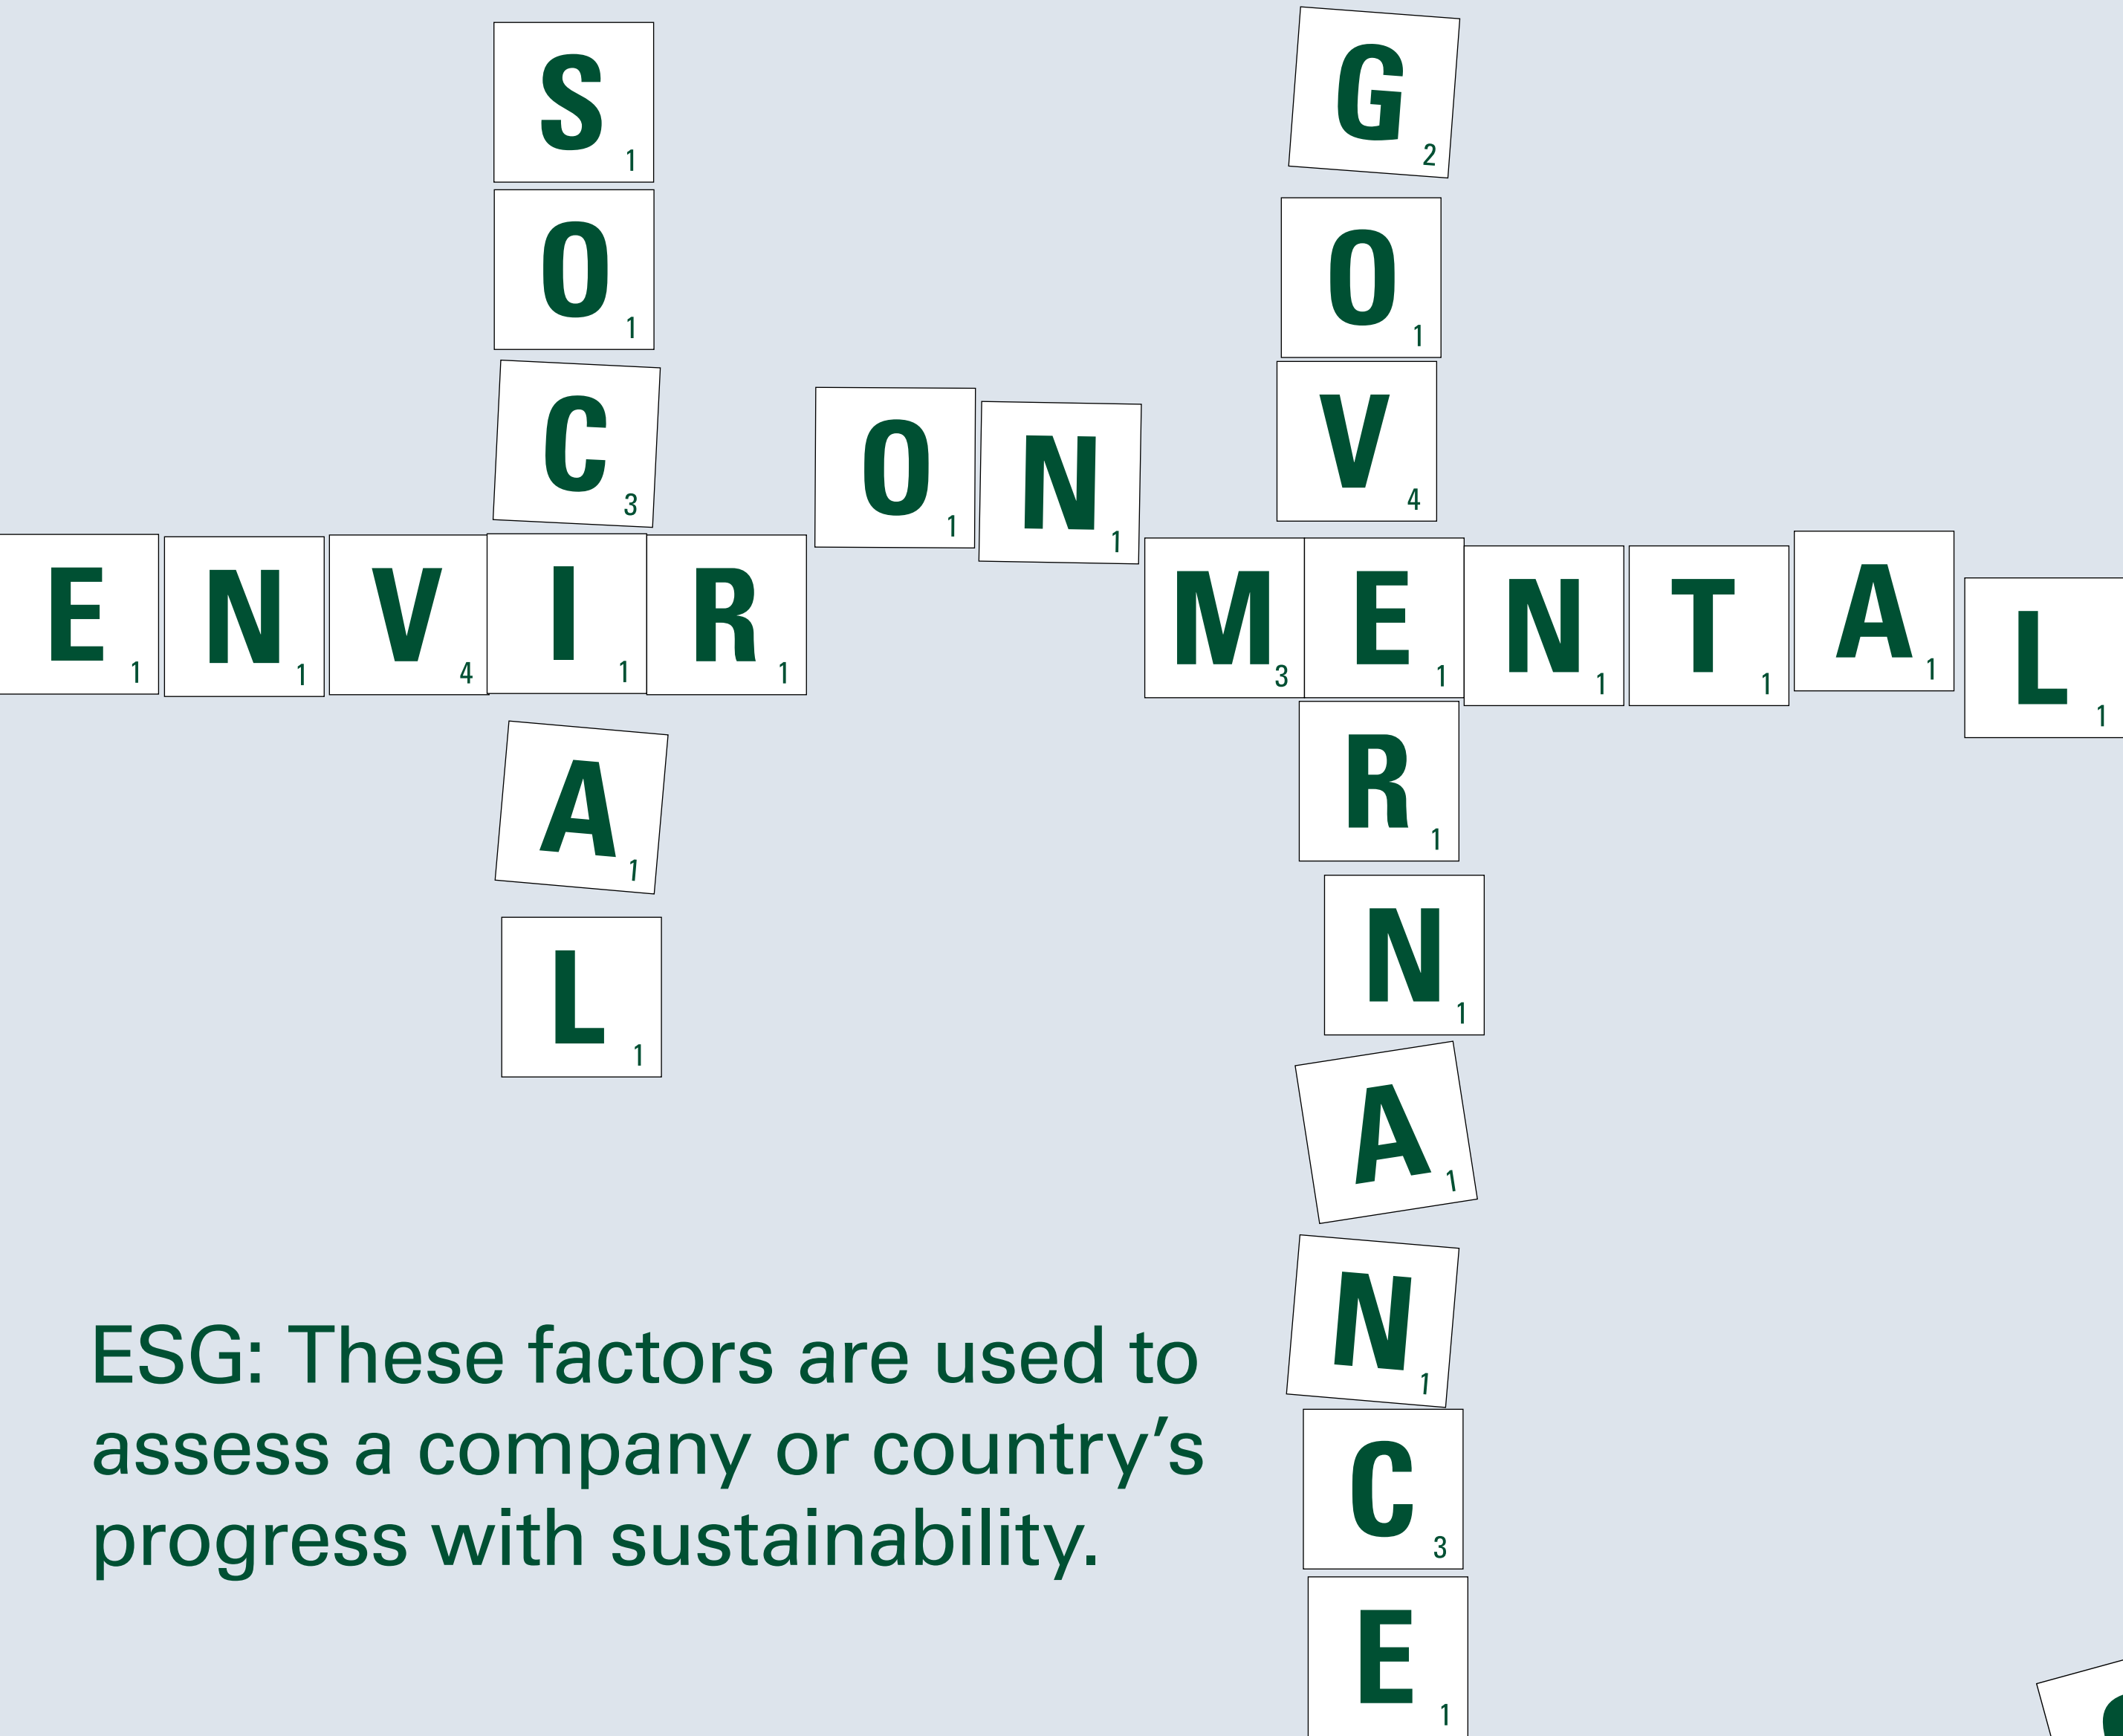 SOCIAL
GOVERNANCE
ENVIRONMENTAL
ESG: These factors are used to
assess a company or country’s
progress with sustainability.